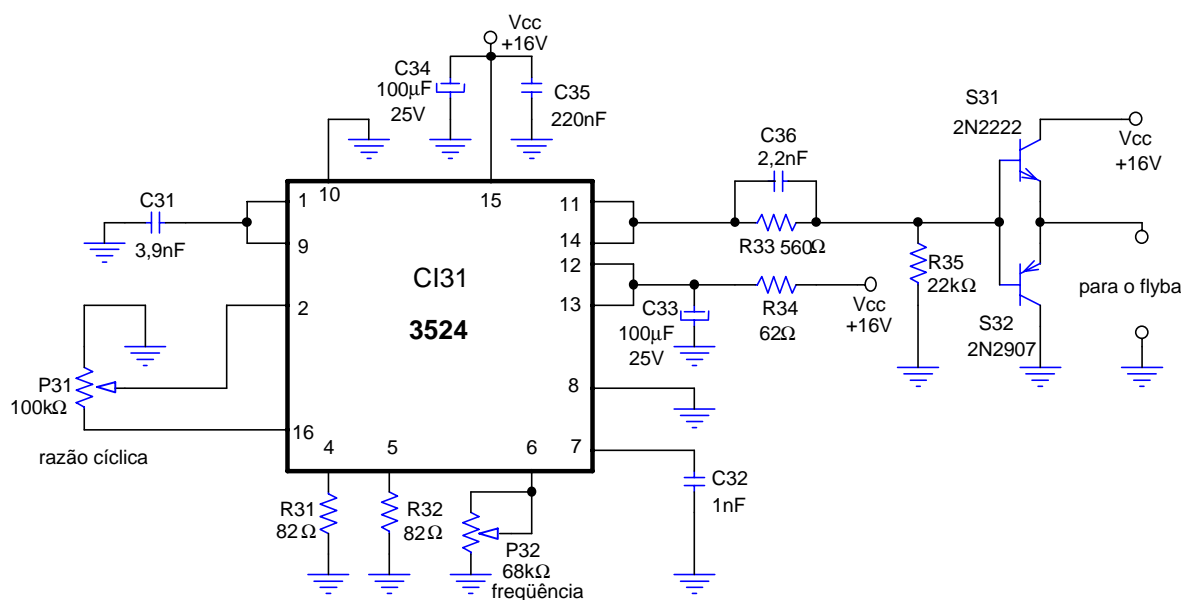 Vcc
+16V
C34
100µF
25V
C35
220nF
S31
2N2222
Vcc
+16V
C36
2,2nF
10
15
1
9
11
14
C31
3,9nF
R33 560Ω
12
13
CI31
3524
2
R35
22kΩ
C33
100µF
25V
R34
62Ω
Vcc
+16V
para o flyba
S32
2N2907
P31
100kΩ
8
16
razão cíclica
4
5
6
7
R31
82Ω
R32
82Ω
P32
68kΩ
freqüência
C32
1nF